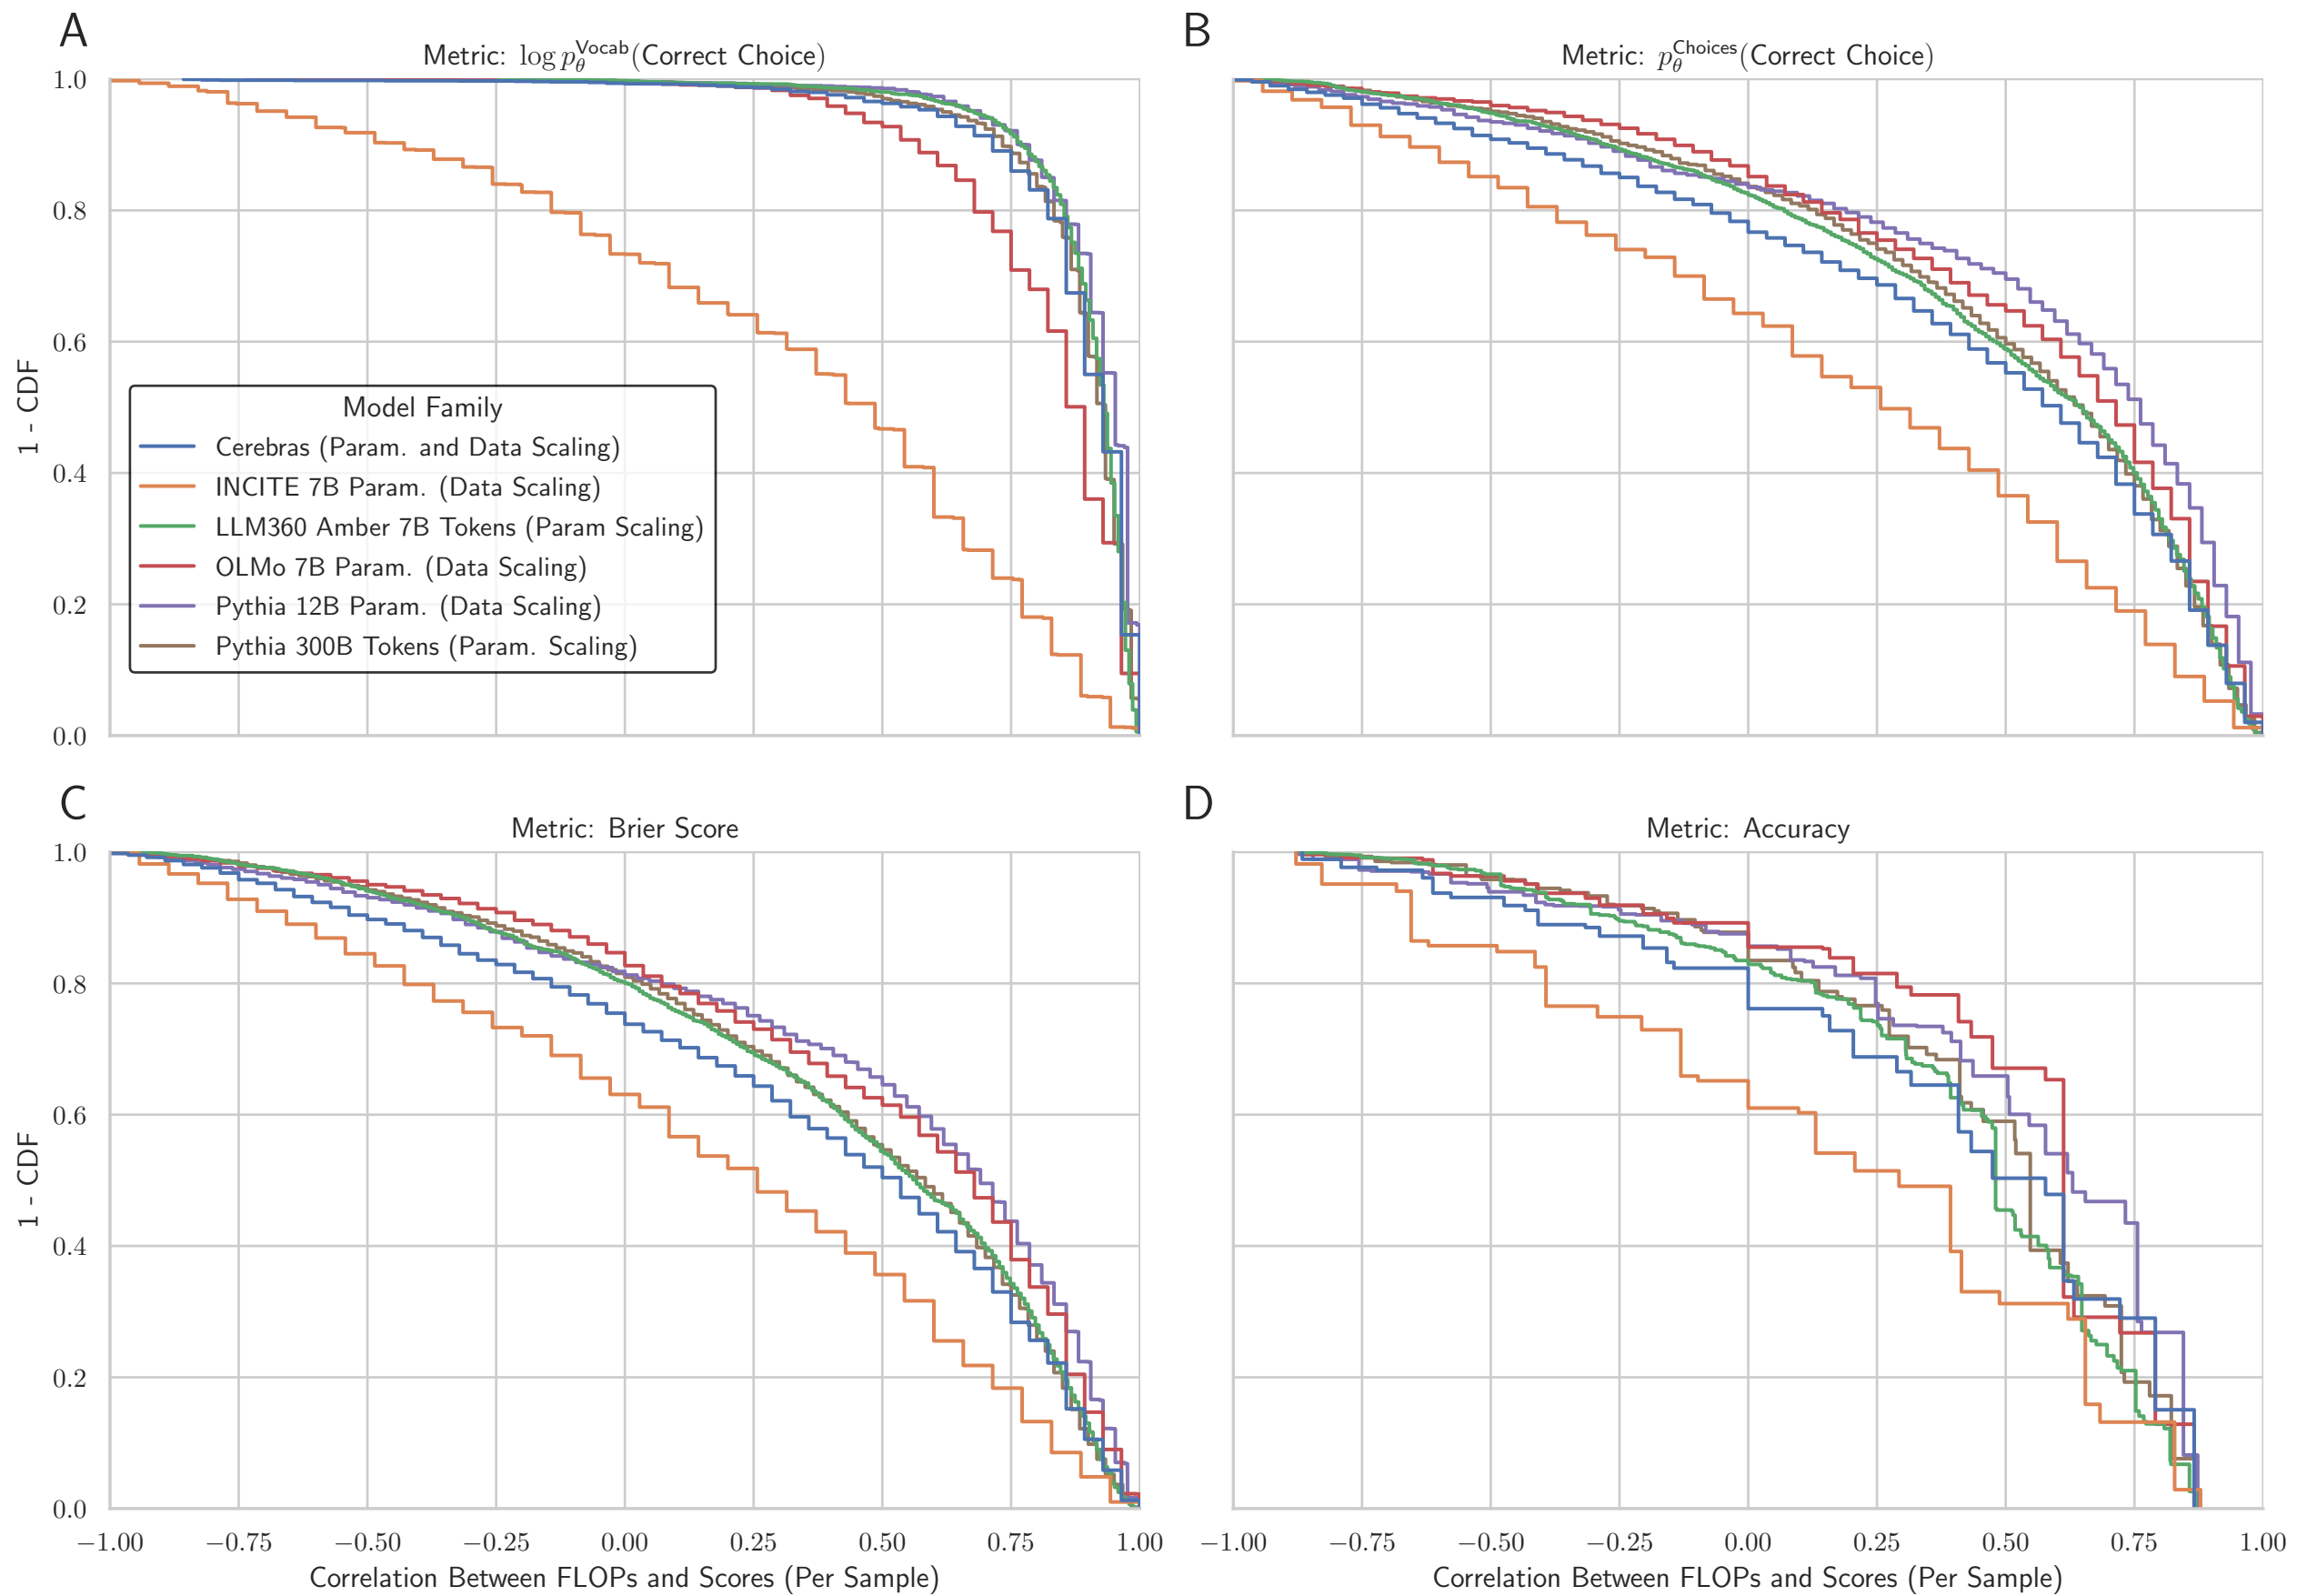 A
Metric: log p_θ^Vocab(Correct Choice)
1.0
0.8
0.6
0.4
0.2
0.0
1 - CDF
Model Family
Cerebras (Param. and Data Scaling)
INCITE 7B Param. (Data Scaling)
LLM360 Amber 7B Tokens (Param Scaling)
OLMo 7B Param. (Data Scaling)
Pythia 12B Param. (Data Scaling)
Pythia 300B Tokens (Param. Scaling)
B
Metric: p_θ^Choices(Correct Choice)
C
Metric: Brier Score
1.0
0.8
0.6
0.4
0.2
0.0
1 - CDF
−1.00 −0.75 −0.50 −0.25 0.00 0.25 0.50 0.75 1.00
Correlation Between FLOPs and Scores (Per Sample)
D
Metric: Accuracy
−1.00 −0.75 −0.50 −0.25 0.00 0.25 0.50 0.75 1.00
Correlation Between FLOPs and Scores (Per Sample)